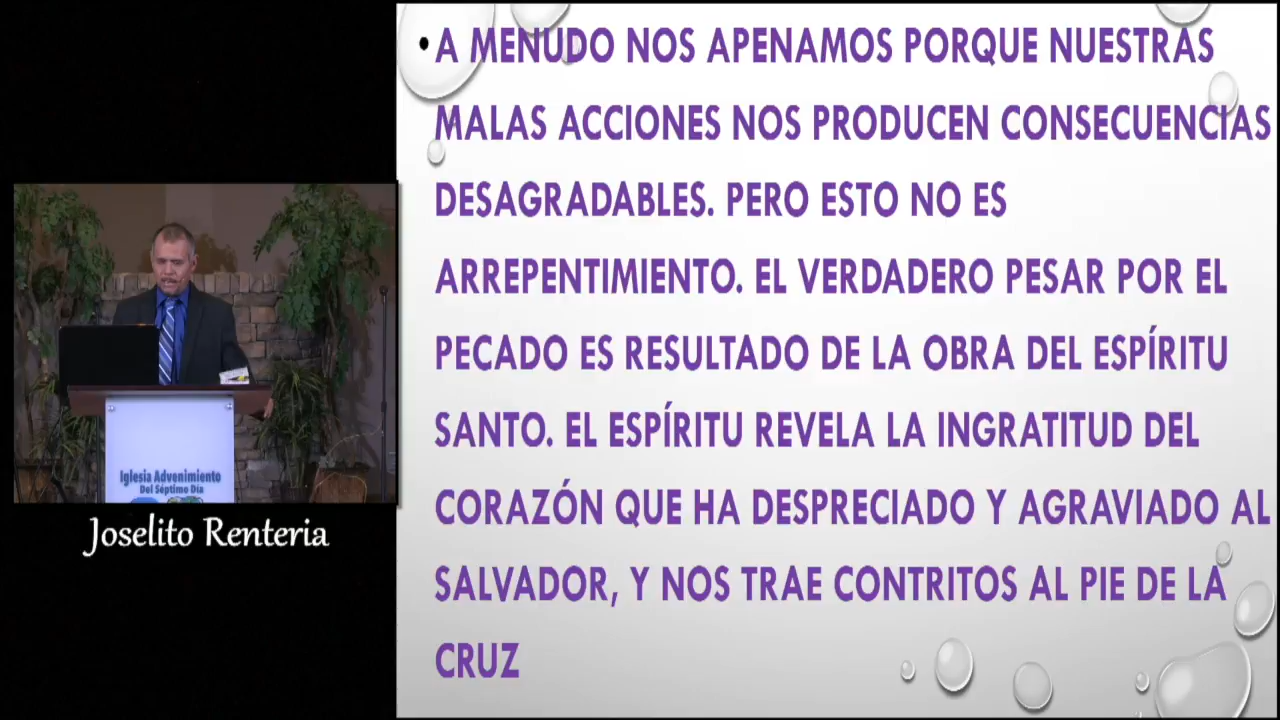 • A MENUDO NOS APENAMOS PORQUE NUESTRAS
MALAS ACCIONES NOS PRODUCEN CONSECUENCIAS
DESAGRADABLES. PERO ESTO NO ES
ARREPENTIMIENTO. EL VERDADERO PESAR POR EL
PECADO ES RESULTADO DE LA OBRA DEL ESPÍRITU
SANTO. EL ESPÍRITU REVELA LA INGRATITUD DEL
CORAZÓN QUE HA DESPRECIADO Y AGRAVIADO AL
SALVADOR, Y NOS TRAE CONTRITOS AL PIE DE LA
CRUZ
Iglesia Advenimiento
Del Séptimo Día
Joselito Renteria